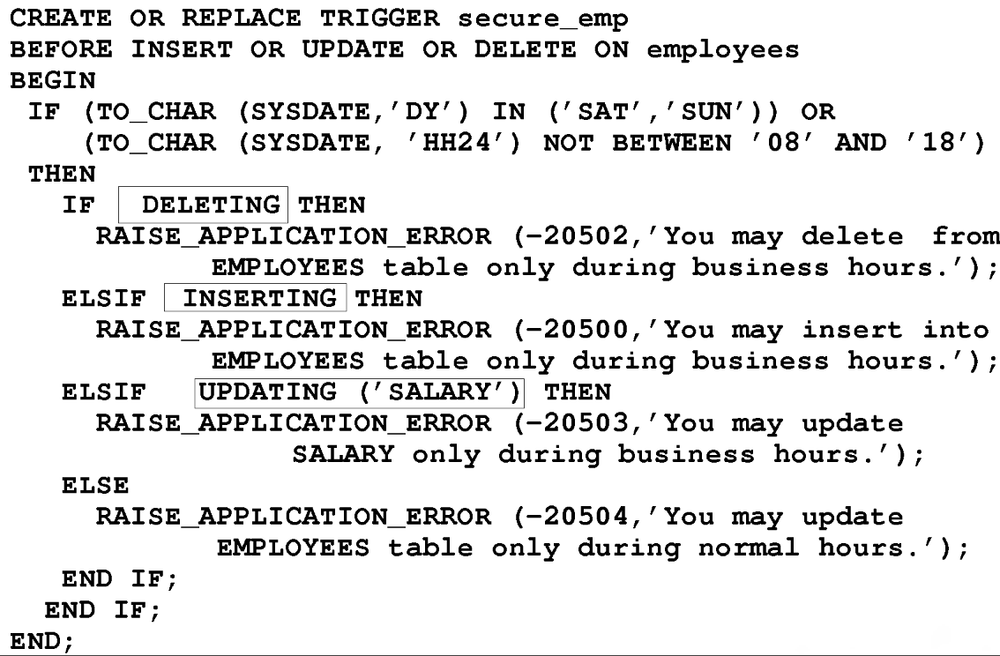 CREATE OR REPLACE TRIGGER secure_emp
BEFORE INSERT OR UPDATE OR DELETE ON employees
BEGIN
IF (TO_CHAR (SYSDATE,'DY') IN ('SAT','SUN')) OR
(TO_CHAR (SYSDATE, 'HH24') NOT BETWEEN '08' AND '18')
THEN
IF DELETING THEN
RAISE_APPLICATION_ERROR (-20502,'You may delete from
EMPLOYEES table only during business hours.');
ELSIF INSERTING THEN
RAISE_APPLICATION_ERROR (-20500,'You may insert into
EMPLOYEES table only during business hours.');
ELSIF UPDATING ('SALARY') THEN
RAISE_APPLICATION_ERROR (-20503,'You may update
SALARY only during business hours.');
ELSE
RAISE_APPLICATION_ERROR (-20504,'You may update
EMPLOYEES table only during normal hours.');
END IF;
END IF;
END;